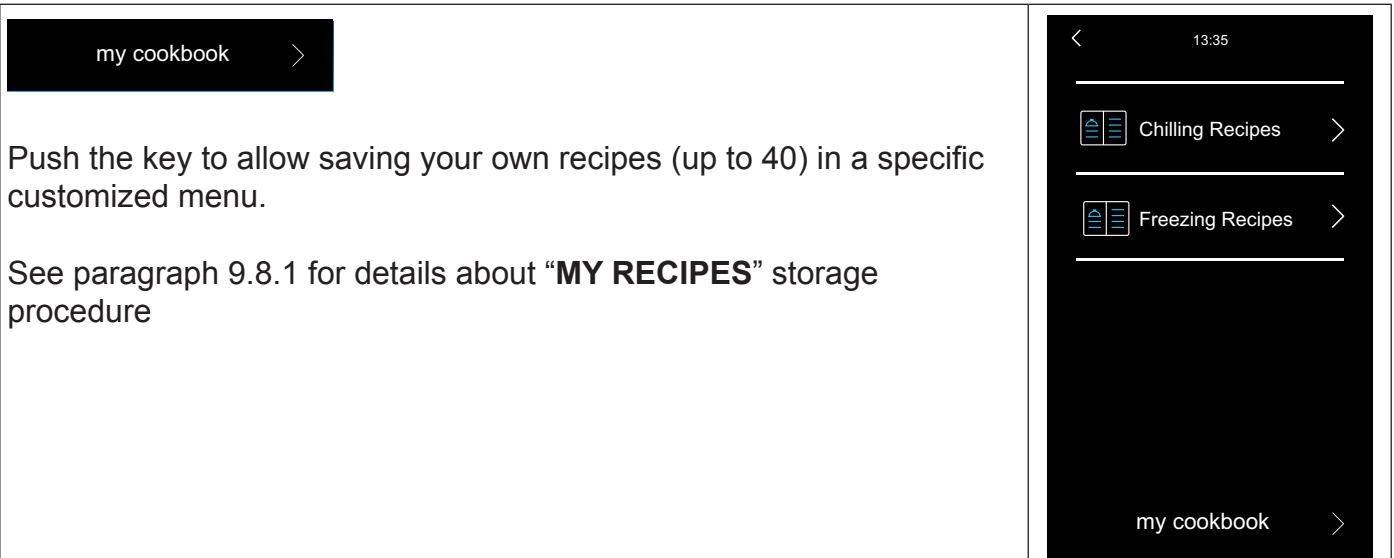 my cookbook
Push the key to allow saving your own recipes (up to 40) in a specific
customized menu.
See paragraph 9.8.1 for details about “MY RECIPES” storage
procedure
13:35
Chilling Recipes
Freezing Recipes
my cookbook